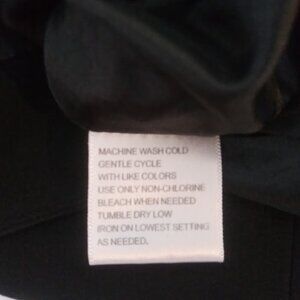 MACHINE WASH COLD
GENTLE CYCLE
WITH LIKE COLORS
USE ONLY NON-CHLORINE
BLEACH WHEN NEEDED
TUMBLE DRY LOW
IRON ON LOWEST SETTING
AS NEEDED.